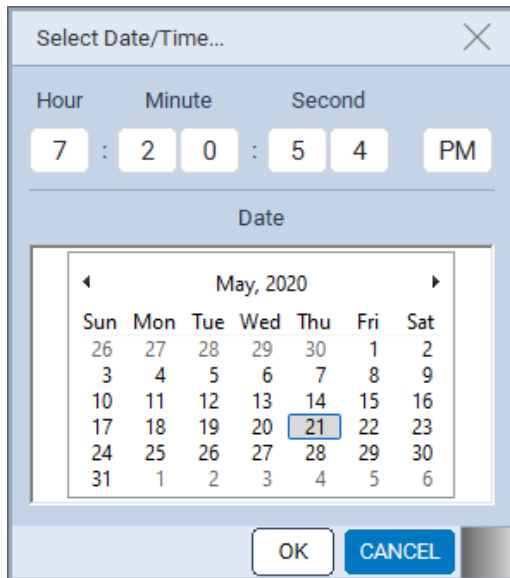 Select Date/Time...
Hour Minute Second
7 : 2 0 : 5 4 PM
Date
May, 2020
Sun Mon Tue Wed Thu Fri Sat
26 27 28 29 30 1 2
3 4 5 6 7 8 9
10 11 12 13 14 15 16
17 18 19 20 21 22 23
24 25 26 27 28 29 30
31 1 2 3 4 5 6
OK CANCEL